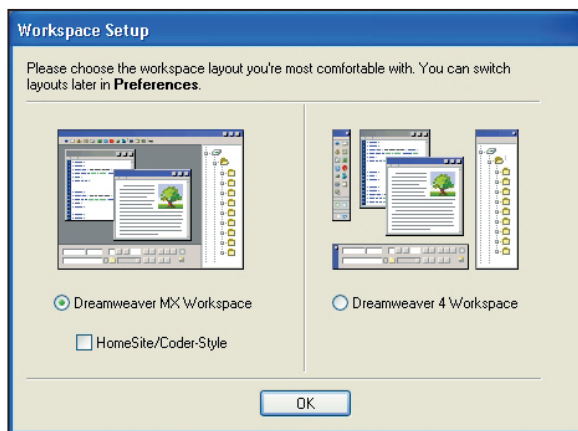 Workspace Setup
Please choose the workspace layout you're most comfortable with. You can switch
layouts later in Preferences.
Dreamweaver MX Workspace
HomeSite/Coder-Style
Dreamweaver 4 Workspace
OK